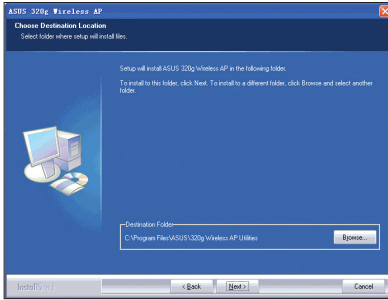 ASUS 320g Wireless AP
Choose Destination Location
Select folder where setup will install files.
Setup will install ASUS 320g Wireless AP in the following folder.
To install to this folder, click Next. To install to a different folder, click Browse and select another
folder.
Destination Folder
C:\Program Files\ASUS\320g Wireless AP Utilities
Browse...
InstallShield
< Back
Next >
Cancel